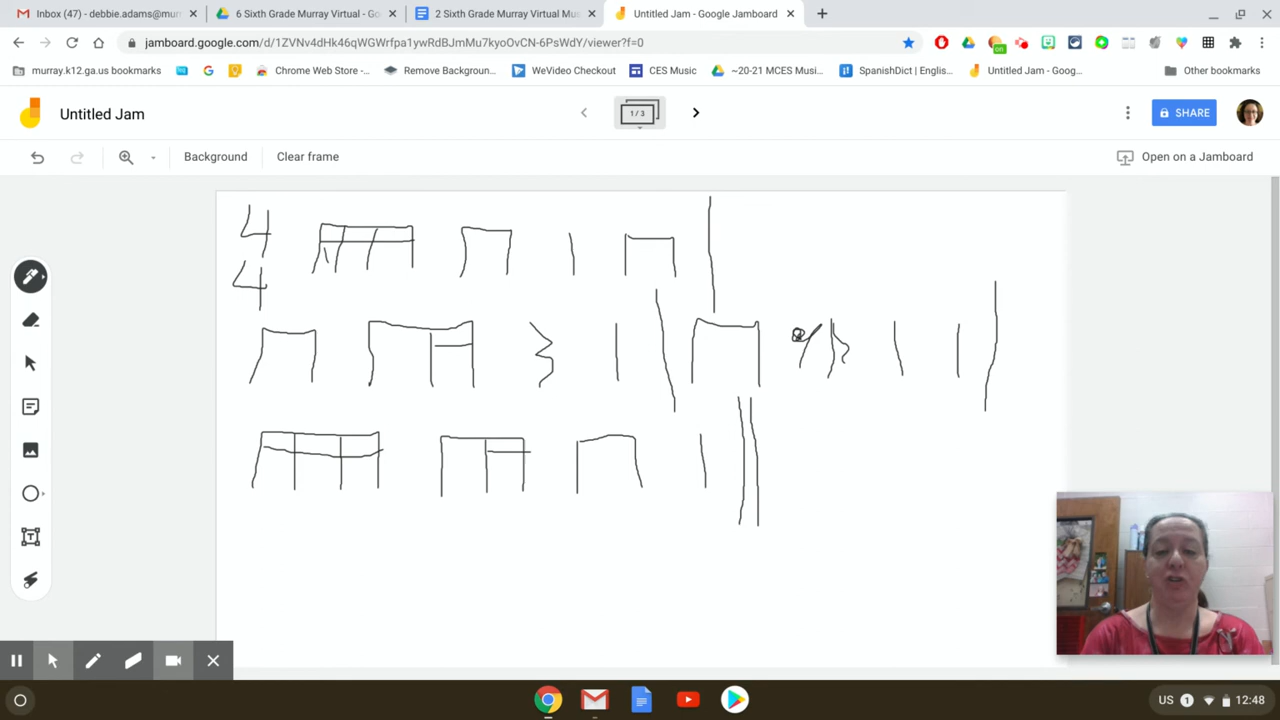 Inbox (47) - debbie.adams@mur
6 Sixth Grade Murray Virtual - Go
2 Sixth Grade Murray Virtual Mus
Untitled Jam - Google Jamboard
jamboard.google.com/d/1ZVNv4dHk46qWGWrfpa1ywRdBJmMu7kyoOvCN-6PsWdY/viewer?f=0
on
murray.k12.ga.us bookmarks
Chrome Web Store -...
Remove Backgroun...
WeVideo Checkout
CES Music
~20-21 MCES Musi...
SpanishDict | Englis...
Untitled Jam - Goog...
Other bookmarks
Untitled Jam
1/3
SHARE
Background
Clear frame
Open on a Jamboard
4
4
US 1 12:48